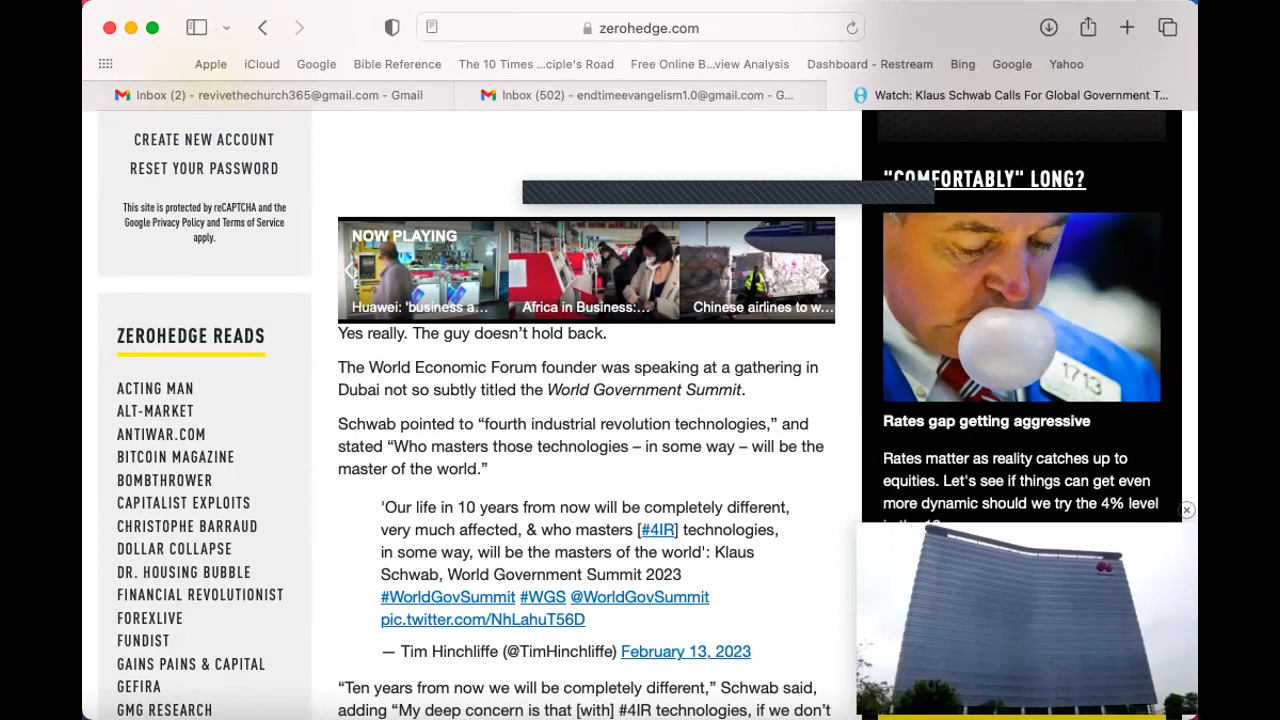 zerohedge.com
Apple
iCloud
Google
Bible Reference
The 10 Times ...ciple's Road
Free Online B...view Analysis
Dashboard - Restream
Bing
Google
Yahoo
Inbox (2) - revivethechurch365@gmail.com - Gmail
Inbox (502) - endtimeevangelism1.0@gmail.com - G...
Watch: Klaus Schwab Calls For Global Government T...
CREATE NEW ACCOUNT
RESET YOUR PASSWORD
This site is protected by reCAPTCHA and the
Google Privacy Policy and Terms of Service
apply.
ZEROHEDGE READS
ACTING MAN
ALT-MARKET
ANTIWAR.COM
BITCOIN MAGAZINE
BOMBTHROWER
CAPITALIST EXPLOITS
CHRISTOPHE BARRAUD
DOLLAR COLLAPSE
DR. HOUSING BUBBLE
FINANCIAL REVOLUTIONIST
FOREXLIVE
FUNDIST
GAINS PAINS & CAPITAL
GEFIRA
GMG RESEARCH
NOW PLAYING
Huawei: 'business a...
Africa in Business:...
Chinese airlines to w...
Yes really. The guy doesn’t hold back.
The World Economic Forum founder was speaking at a gathering in
Dubai not so subtly titled the World Government Summit.
Schwab pointed to “fourth industrial revolution technologies,” and
stated “Who masters those technologies – in some way – will be the
master of the world.”
'Our life in 10 years from now will be completely different,
very much affected, & who masters [#4IR] technologies,
in some way, will be the masters of the world': Klaus
Schwab, World Government Summit 2023
#WorldGovSummit #WGS @WorldGovSummit
pic.twitter.com/NhLahuT56D
— Tim Hinchliffe (@TimHinchliffe) February 13, 2023
“Ten years from now we will be completely different,” Schwab said,
adding “My deep concern is that [with] #4IR technologies, if we don’t
“COMFORTABLY" LONG?
1713
Rates gap getting aggressive
Rates matter as reality catches up to
equities. Let's see if things can get even
more dynamic should we try the 4% level